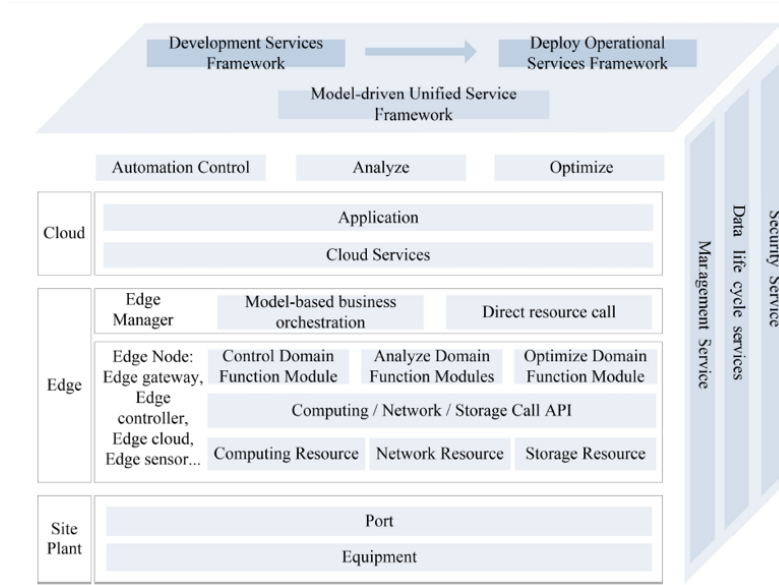 Development Services
Framework
Deploy Operational
Services Framework
Model-driven Unified Service
Framework
Automation Control
Analyze
Optimize
Cloud
Application
Cloud Services
Edge
Edge
Manager
Model-based business
orchestration
Direct resource call
Edge Node:
Edge gateway,
Edge
controller,
Edge cloud,
Edge sensor...
Control Domain
Function Module
Analyze Domain
Function Modules
Optimize Domain
Function Module
Computing / Network / Storage Call API
Computing Resource
Network Resource
Storage Resource
Site
Plant
Port
Equipment
Management Service
Data life cycle services
Security Service